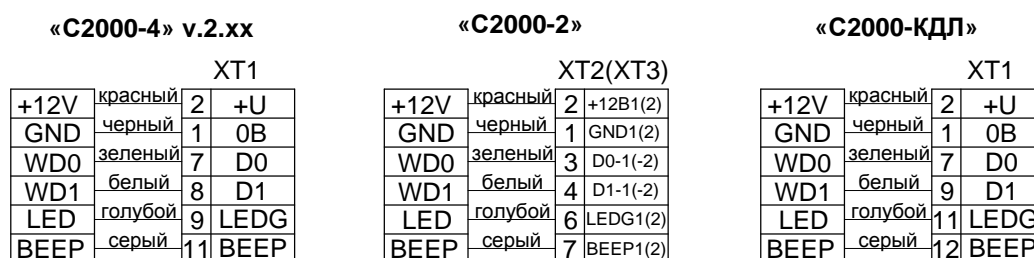 «С2000-4» v.2.xx
XT1
+12V красный 2 +U
GND черный 1 0В
WD0 зеленый 7 D0
WD1 белый 8 D1
LED голубой 9 LEDG
BEEP серый 11 BEEP
«С2000-2»
XT2(XT3)
+12V красный 2 +12В1(2)
GND черный 1 GND1(2)
WD0 зеленый 3 D0-1(-2)
WD1 белый 4 D1-1(-2)
LED голубой 6 LEDG1(2)
BEEP серый 7 BEEP1(2)
«С2000-КДЛ»
XT1
+12V красный 2 +U
GND черный 1 0В
WD0 зеленый 7 D0
WD1 белый 9 D1
LED голубой 11 LEDG
BEEP серый 12 BEEP